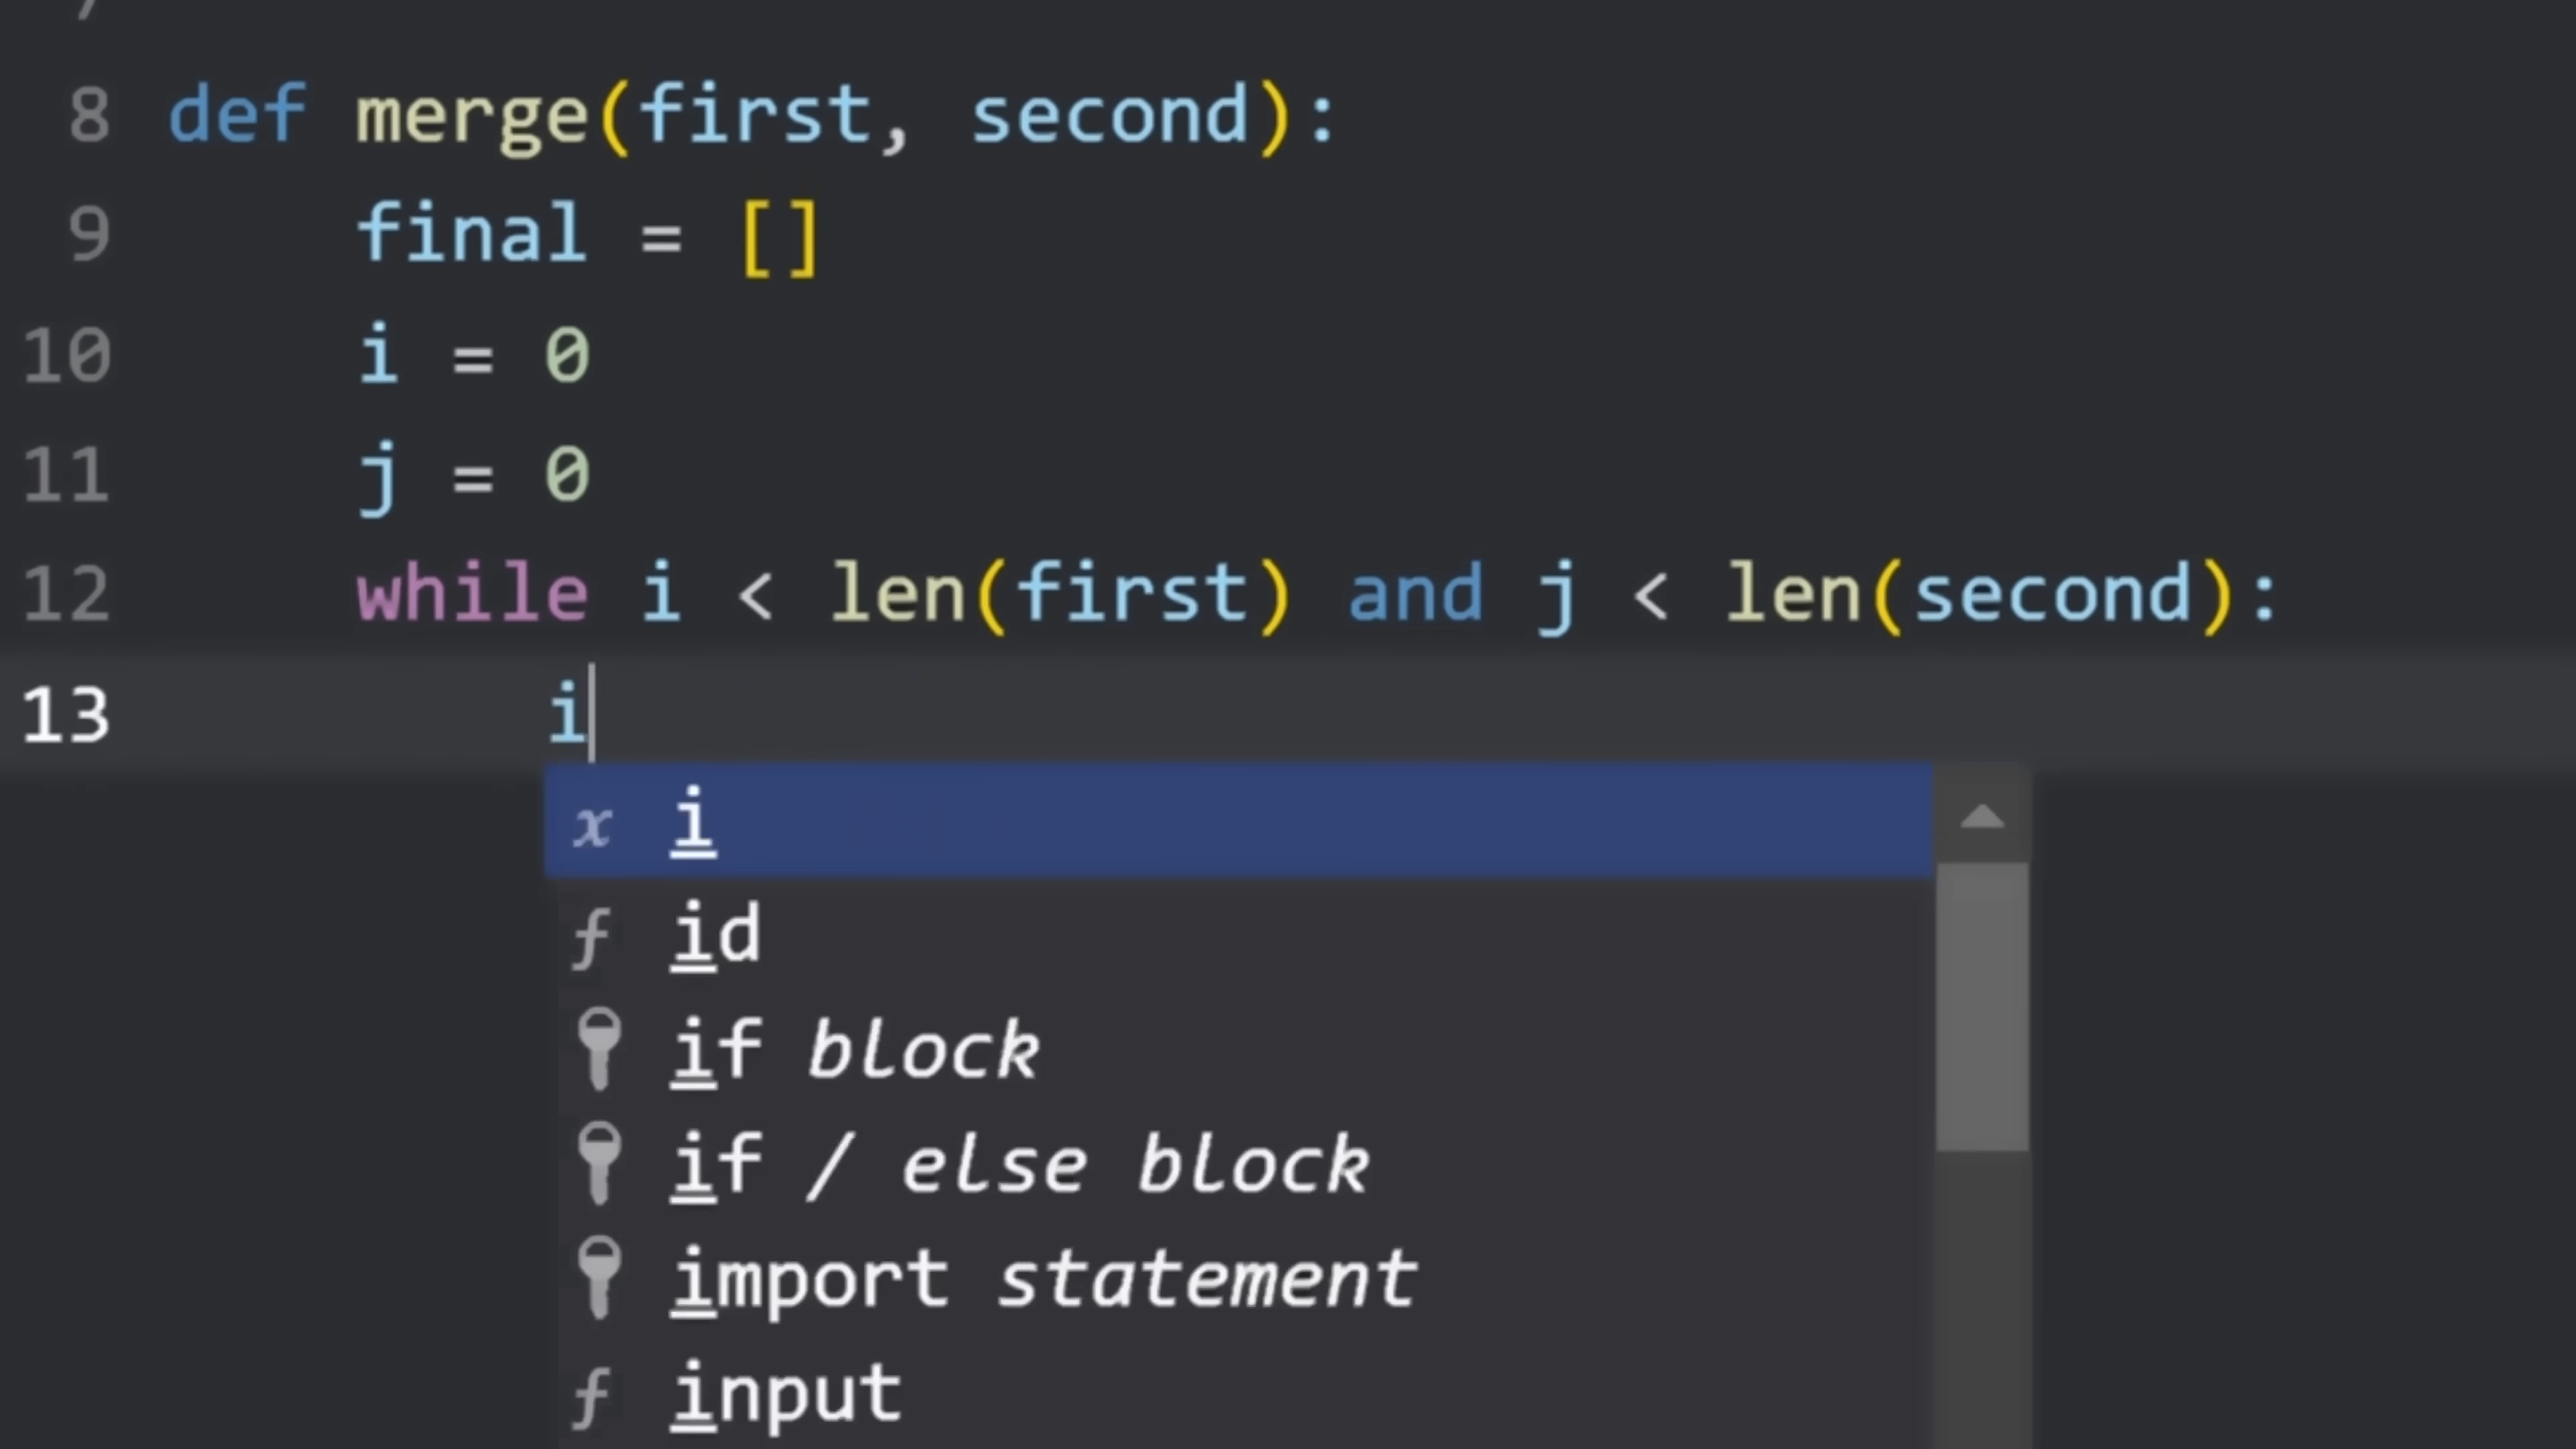 7
8 def merge(first, second):
9 final = []
10 i = 0
11 j = 0
12 while i < len(first) and j < len(second):
13 i
x i
f id
if block
if / else block
import statement
f input